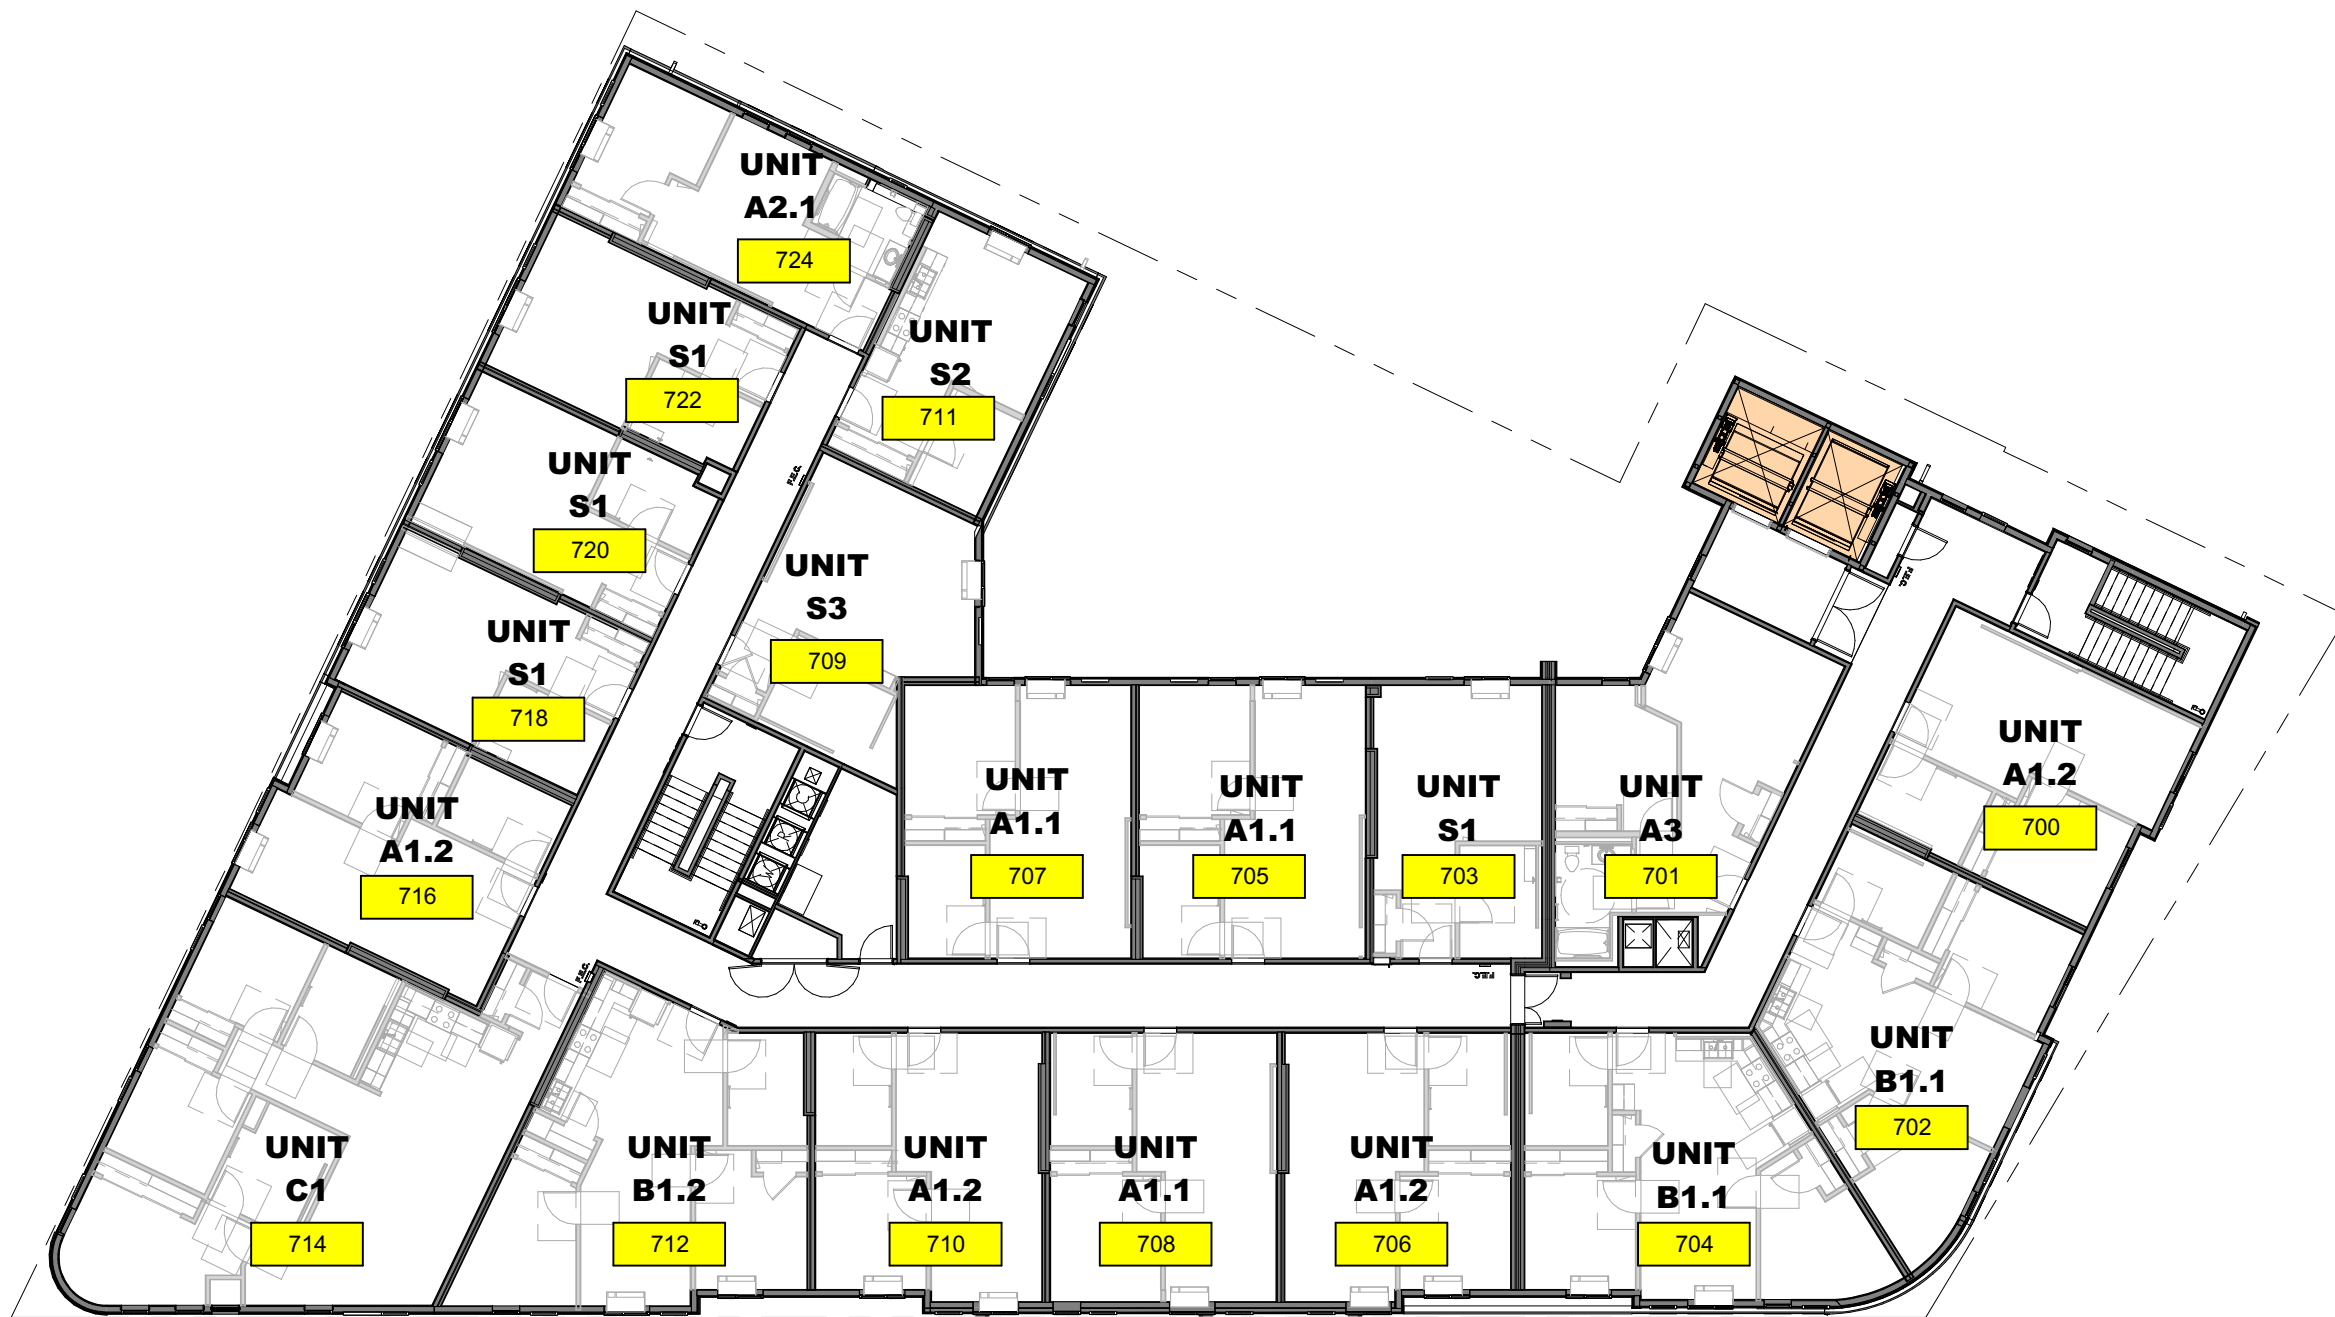 UNIT
A2.1
724
UNIT
S1
722
UNIT
S2
711
UNIT
S1
720
F.E.C.
UNIT
S3
709
UNIT
S1
718
F.E.C.
UNIT
A1.2
700
UNIT
A1.2
716
UNIT
A1.1
707
UNIT
A1.1
705
UNIT
S1
703
UNIT
A3
701
F.E.C.
F.E.C.
UNIT
B1.1
702
UNIT
C1
714
UNIT
B1.2
712
UNIT
A1.2
710
UNIT
A1.1
708
UNIT
A1.2
706
UNIT
B1.1
704